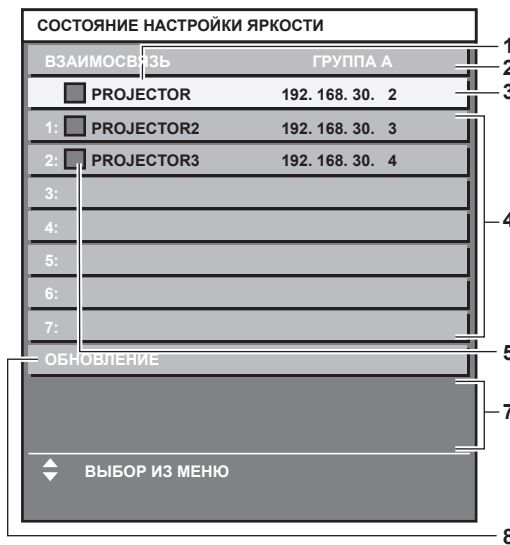 СОСТОЯНИЕ НАСТРОЙКИ ЯРКОСТИ
ВЗАИМОСВЯЗЬ ГРУППА A
PROJECTOR 192. 168. 30. 2
1: PROJECTOR2 192. 168. 30. 3
2: PROJECTOR3 192. 168. 30. 4
3:
4:
5:
6:
7:
ОБНОВЛЕНИЕ
ВЫБОР ИЗ МЕНЮ
1
2
3
4
5
7
8